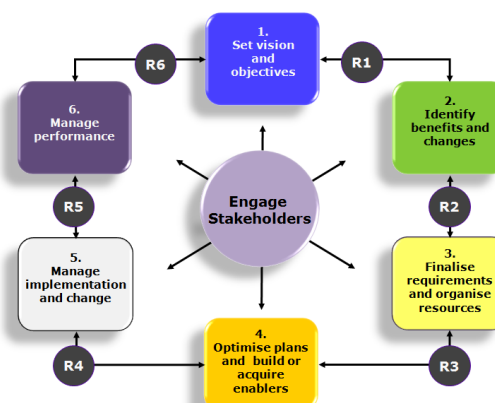 1.
Set vision
and
objectives
R6
R1
6.
Manage
performance
2.
Identify
benefits and
changes
Engage
Stakeholders
R5
R2
5.
Manage
implementation
and change
3.
Finalise
requirements
and organise
resources
4.
Optimise plans
and build or
acquire
enablers
R4
R3